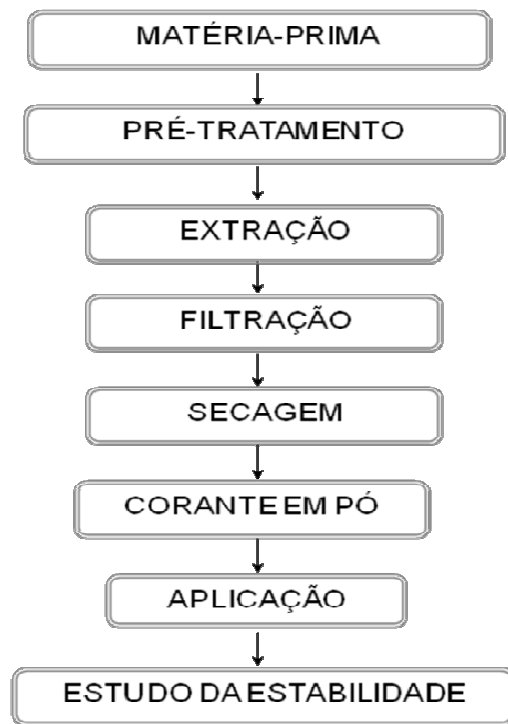 MATÉRIA-PRIMA
PRÉ-TRATAMENTO
EXTRAÇÃO
FILTRAÇÃO
SECAGEM
CORANTE EM PÓ
APLICAÇÃO
ESTUDO DA ESTABILIDADE